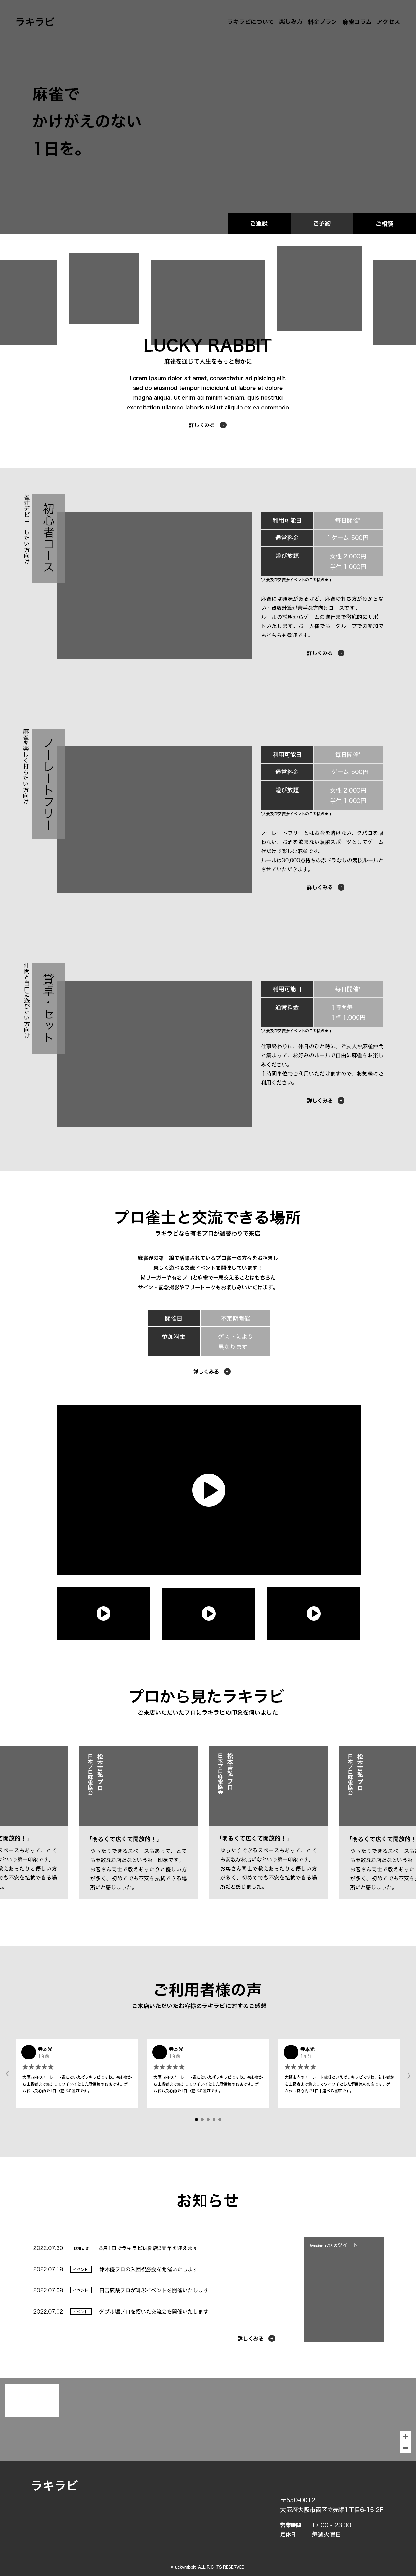 ラキラビ
ラキラビについて 楽しみ方 料金プラン 麻雀コラム アクセス
麻雀で
かけがえのない
1日を。
ご登録 ご予約 ご相談
LUCKY RABBIT
麻雀を通じて人生をもっと豊かに
Lorem ipsum dolor sit amet, consectetur adipisicing elit,
sed do eiusmod tempor incididunt ut labore et dolore
magna aliqua. Ut enim ad minim veniam, quis nostrud
exercitation ullamco laboris nisi ut aliquip ex ea commodo
詳しくみる
初心者コース
雀荘デビューしたい方向け
利用可能日 毎日開催*
通常料金 1ゲーム 500円
遊び放題 女性 2,000円
学生 1,000円
*大会及び交流会イベントの日を除きます
麻雀には興味があるけど、麻雀の打ち方がわからな
い・点数計算が苦手な方向けコースです。
ルールの説明からゲームの進行まで徹底的にサポー
トいたします。お一人様でも、グループでの参加で
もどちらも歓迎です。
詳しくみる
ノーレートフリー
麻雀を楽しく打ちたい方向け
利用可能日 毎日開催*
通常料金 1ゲーム 500円
遊び放題 女性 2,000円
学生 1,000円
*大会及び交流会イベントの日を除きます
ノーレートフリーとはお金を賭けない、タバコを吸
わない、お酒を飲まない頭脳スポーツとしてゲーム
代だけで楽しむ麻雀です。
ルールは30,000点持ちの赤ドラなしの競技ルールと
させていただきます。
詳しくみる
貸卓・セット
仲間と自由に遊びたい方向け
利用可能日 毎日開催*
通常料金 1時間毎
1卓 1,000円
*大会及び交流会イベントの日を除きます
仕事終わりに、休日のひと時に、ご友人や麻雀仲間
と集まって、お好みのルールで自由に麻雀をお楽し
みください。
1時間単位でご利用いただけますので、お気軽にご
利用ください。
詳しくみる
プロ雀士と交流できる場所
ラキラビなら有名プロが週替わりで来店
麻雀界の第一線で活躍されているプロ雀士の方々をお招きし
楽しく遊べる交流イベントを開催しています！
Mリーガーや有名プロと麻雀で一局交えることはもちろん
サイン・記念撮影やフリートークもお楽しみいただけます。
開催日 不定期開催
参加料金 ゲストにより
異なります
詳しくみる
プロから見たラキラビ
ご来店いただいたプロにラキラビの印象を伺いました
松本吉弘 プロ
日本プロ麻雀協会
松本吉弘 プロ
日本プロ麻雀協会
松本吉弘 プロ
日本プロ麻雀協会
くて開放的！」
スペースもあって、とて
という第一印象です。
教えあったりと優しい方
でも不安を払拭できる場
た。
「明るくて広くて開放的！」
ゆったりできるスペースもあって、とて
も素敵なお店だなという第一印象です。
お客さん同士で教えあったりと優しい方
が多く、初めてでも不安を払拭できる場
所だと感じました。
「明るくて広くて開放的！」
ゆったりできるスペースもあって、とて
も素敵なお店だなという第一印象です。
お客さん同士で教えあったりと優しい方
が多く、初めてでも不安を払拭できる場
所だと感じました。
「明るくて広くて開放的！
ゆったりできるスペースも
も素敵なお店だなという第
お客さん同士で教えあった
が多く、初めてでも不安を
所だと感じました。
ご利用者様の声
ご来店いただいたお客様のラキラビに対するご感想
寺本光一
1年前
★★★★★
大阪市内のノーレート雀荘といえばラキラビですね。初心者か
ら上級者まで集まってワイワイとした雰囲気のお店です。ゲー
ム代も良心的で1日中遊べる雀荘です。
寺本光一
1年前
★★★★★
大阪市内のノーレート雀荘といえばラキラビですね。初心者か
ら上級者まで集まってワイワイとした雰囲気のお店です。ゲー
ム代も良心的で1日中遊べる雀荘です。
寺本光一
1年前
★★★★★
大阪市内のノーレート雀荘といえばラキラビですね。初心者か
ら上級者まで集まってワイワイとした雰囲気のお店です。ゲー
ム代も良心的で1日中遊べる雀荘です。
お知らせ
2022.07.30 お知らせ 8月1日でラキラビは開店3周年を迎えます
2022.07.19 イベント 鈴木優プロの入団祝勝会を開催いたします
2022.07.09 イベント 日吉辰哉プロが叫ぶイベントを開催いたします
2022.07.02 イベント ダブル堀プロを招いた交流会を開催いたします
詳しくみる
@majan_rさんのツイート
+
−
ラキラビ
〒550-0012
大阪府大阪市西区立売堀1丁目6-15 2F
営業時間 17:00 - 23:00
定休日 毎週火曜日
© luckyrabbit. ALL RIGHTS RESERVED.